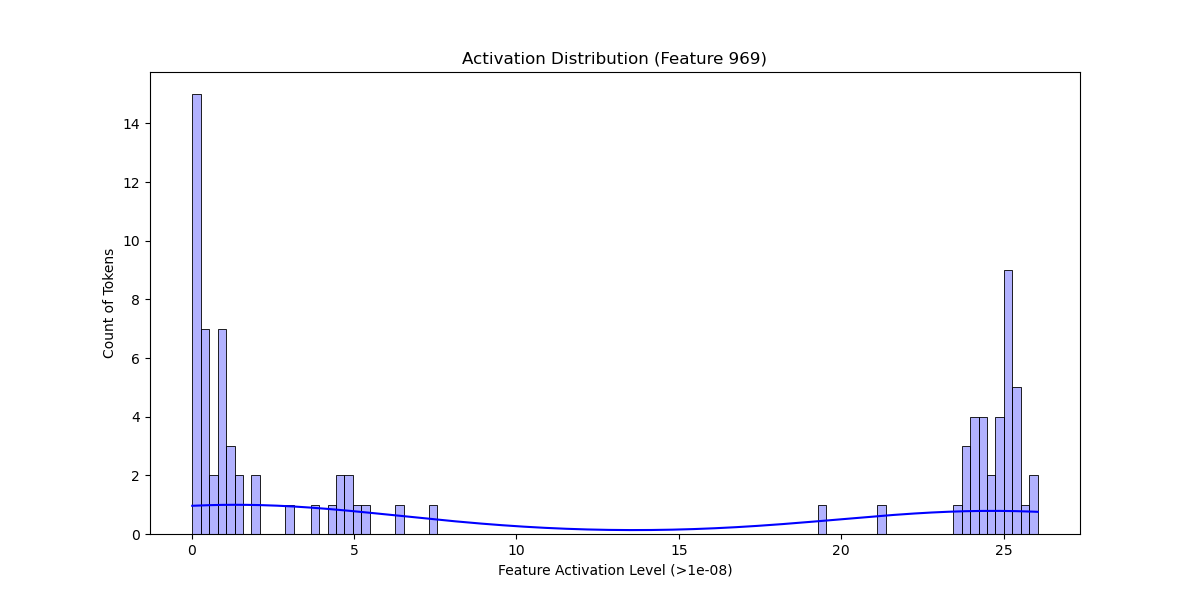 Activation Distribution (Feature 969)
14
12
10
8
6
4
2
0
Count of Tokens
0 5 10 15 20 25
Feature Activation Level (>1e-08)